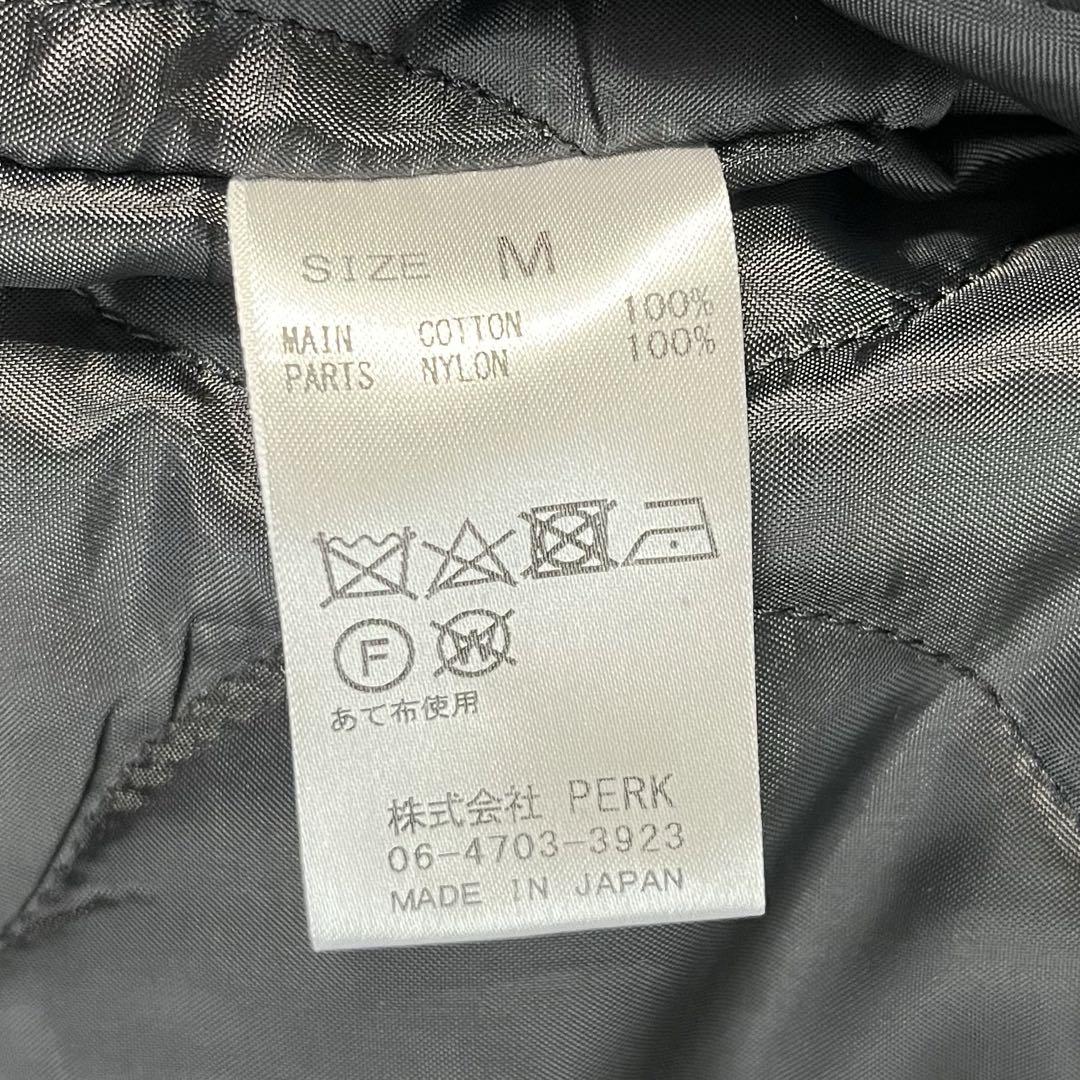 SIZE M
MAIN COTTON 100%
PARTS NYLON 100%
F W
あて布使用
株式会社 PERK
06-4703-3923
MADE IN JAPAN